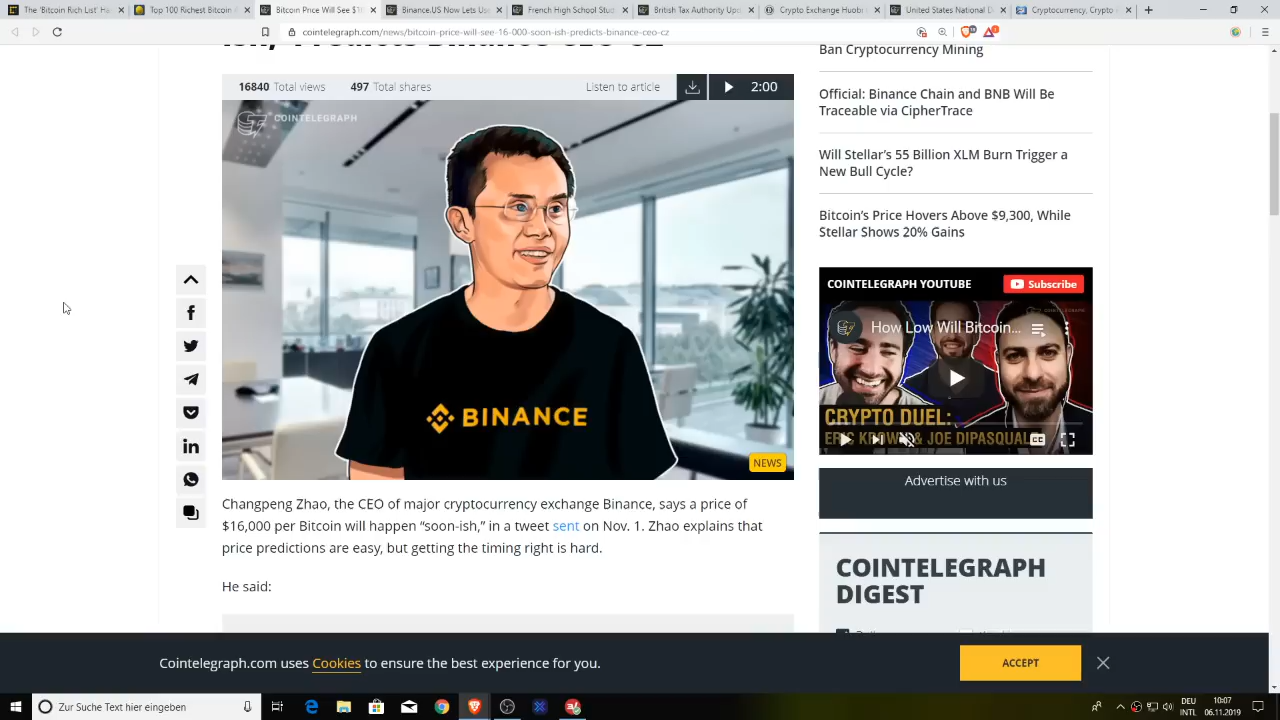 The 'Bitcoin Rich List' Ha
Top 100 Richest Bitcoin A
Bitcoin Price Will See $1
Binance.US Now Lets Use
French High School Stud
British Tax Authority Upd
Crypto Exchange Huobi
United States National D
Cryptocurrency, Crypto e
cointelegraph.com/news/bitcoin-price-will-see-16-000-soon-ish-predicts-binance-ceo-cz
ish,' Predicts Binance CEO CZ
16840 Total views 497 Total shares Listen to article 2:00
COINTELEGRAPH
BINANCE
NEWS
Changpeng Zhao, the CEO of major cryptocurrency exchange Binance, says a price of
$16,000 per Bitcoin will happen “soon-ish,” in a tweet sent on Nov. 1. Zhao explains that
price predictions are easy, but getting the timing right is hard.
He said:
Ban Cryptocurrency Mining
Official: Binance Chain and BNB Will Be
Traceable via CipherTrace
Will Stellar’s 55 Billion XLM Burn Trigger a
New Bull Cycle?
Bitcoin’s Price Hovers Above $9,300, While
Stellar Shows 20% Gains
COINTELEGRAPH YOUTUBE Subscribe
How Low Will Bitcoin...
CRYPTO DUEL:
ERIC KROWN & JOE DIPASQUAL
Advertise with us
COINTELEGRAPH
DIGEST
Cointelegraph.com uses Cookies to ensure the best experience for you.
ACCEPT
Zur Suche Text hier eingeben
DEU
INTL
10:07
06.11.2019